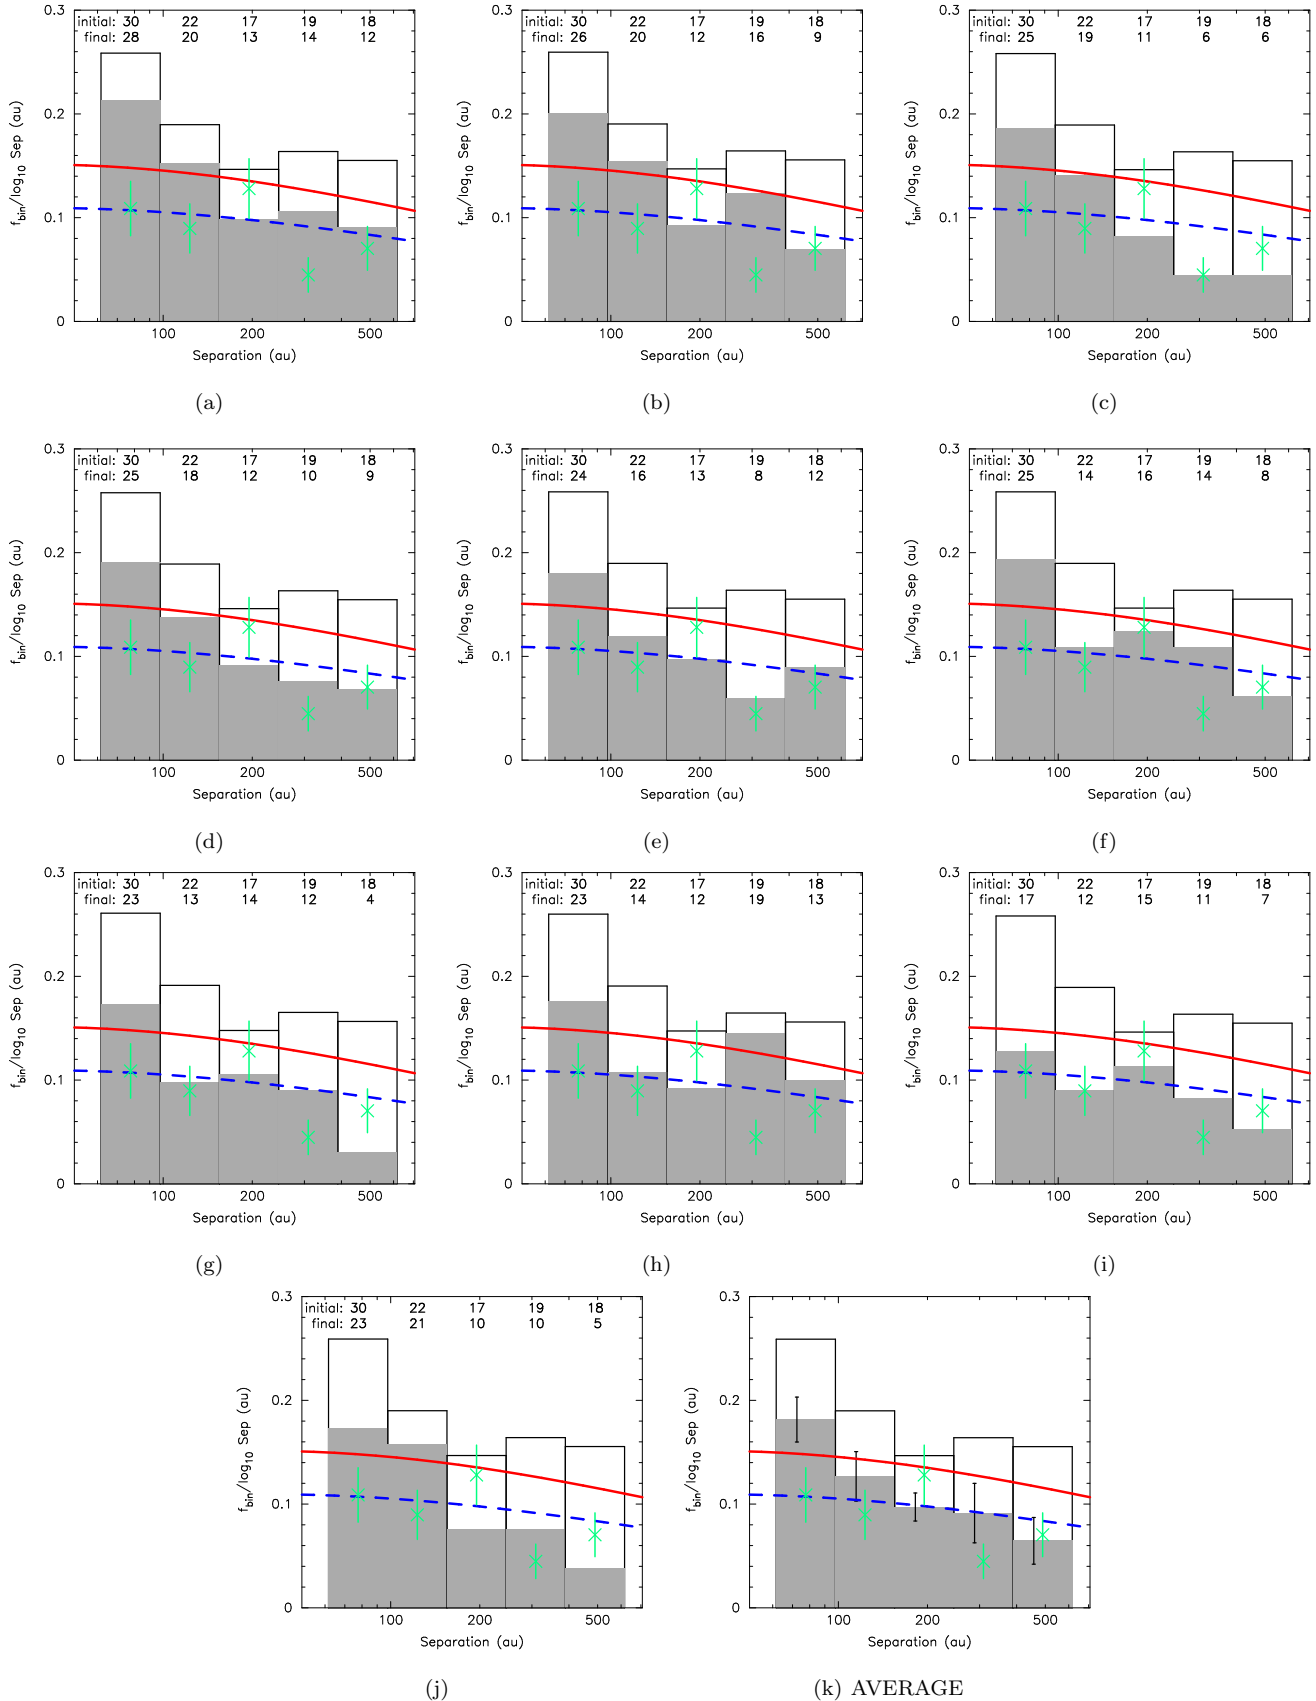 initial: 30 22 17 19 18
final: 28 20 13 14 12
0.3
0.2
0.1
0
f_bin/log_10 Sep (au)
100 200 500
Separation (au)
(a)
initial: 30 22 17 19 18
final: 26 20 12 16 9
0.3
0.2
0.1
0
f_bin/log_10 Sep (au)
100 200 500
Separation (au)
(b)
initial: 30 22 17 19 18
final: 25 19 11 6 6
0.3
0.2
0.1
0
f_bin/log_10 Sep (au)
100 200 500
Separation (au)
(c)
initial: 30 22 17 19 18
final: 25 18 12 10 9
0.3
0.2
0.1
0
f_bin/log_10 Sep (au)
100 200 500
Separation (au)
(d)
initial: 30 22 17 19 18
final: 24 16 13 8 12
0.3
0.2
0.1
0
f_bin/log_10 Sep (au)
100 200 500
Separation (au)
(e)
initial: 30 22 17 19 18
final: 25 14 16 14 8
0.3
0.2
0.1
0
f_bin/log_10 Sep (au)
100 200 500
Separation (au)
(f)
initial: 30 22 17 19 18
final: 23 13 14 12 4
0.3
0.2
0.1
0
f_bin/log_10 Sep (au)
100 200 500
Separation (au)
(g)
initial: 30 22 17 19 18
final: 23 14 12 19 13
0.3
0.2
0.1
0
f_bin/log_10 Sep (au)
100 200 500
Separation (au)
(h)
initial: 30 22 17 19 18
final: 17 12 15 11 7
0.3
0.2
0.1
0
f_bin/log_10 Sep (au)
100 200 500
Separation (au)
(i)
initial: 30 22 17 19 18
final: 23 21 10 10 5
0.3
0.2
0.1
0
f_bin/log_10 Sep (au)
100 200 500
Separation (au)
(j)
0.3
0.2
0.1
0
f_bin/log_10 Sep (au)
100 200 500
Separation (au)
(k) AVERAGE